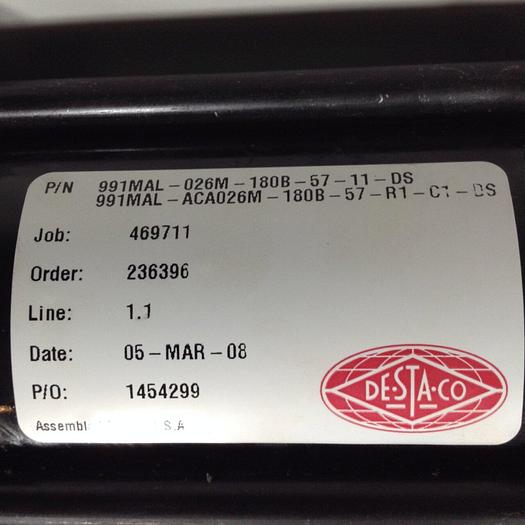 P/N 991MAL-026M-180B-57-11-DS
991MAL-ACA026M-180B-57-R1-C1-DS
Job: 469711
Order: 236396
Line: 1.1
Date: 05-MAR-08
P/O: 1454299
DE-STA-CO
S.A